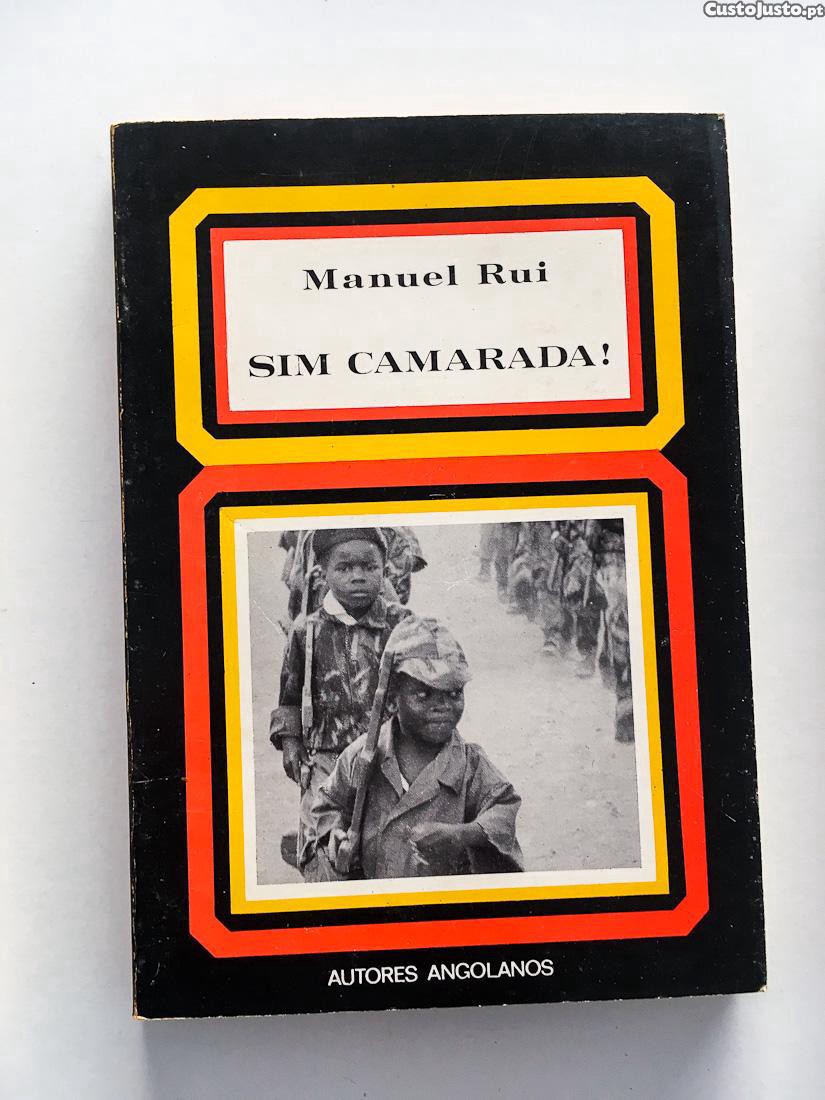 CustoJusto.pt
Manuel Rui
SIM CAMARADA!
AUTORES ANGOLANOS